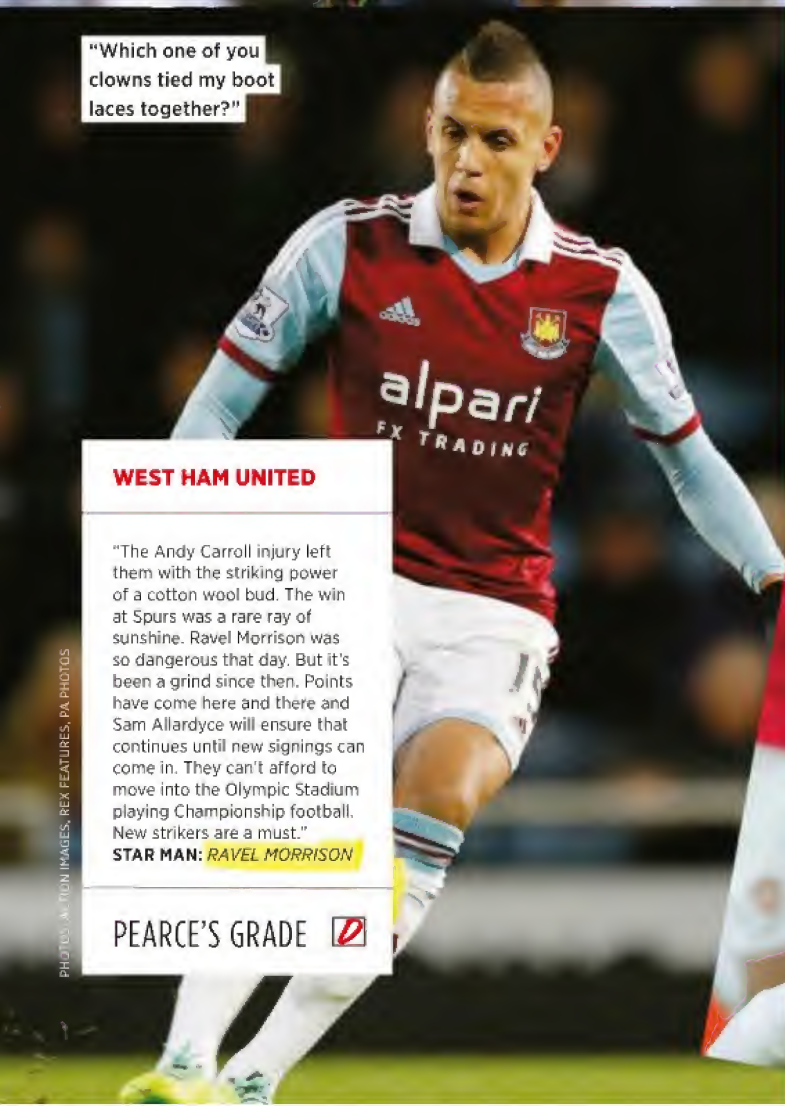 “Which one of you
clowns tied my boot
laces together?”
adidas
alpari
FX TRADING
15
WEST HAM UNITED
“The Andy Carroll injury left
them with the striking power
of a cotton wool bud. The win
at Spurs was a rare ray of
sunshine. Ravel Morrison was
so dangerous that day. But it’s
been a grind since then. Points
have come here and there and
Sam Allardyce will ensure that
continues until new signings can
come in. They can’t afford to
move into the Olympic Stadium
playing Championship football.
New strikers are a must.”
STAR MAN: RAVEL MORRISON
PEARCE’S GRADE D
PHOTOS: ACTION IMAGES, REX FEATURES, PA PHOTOS